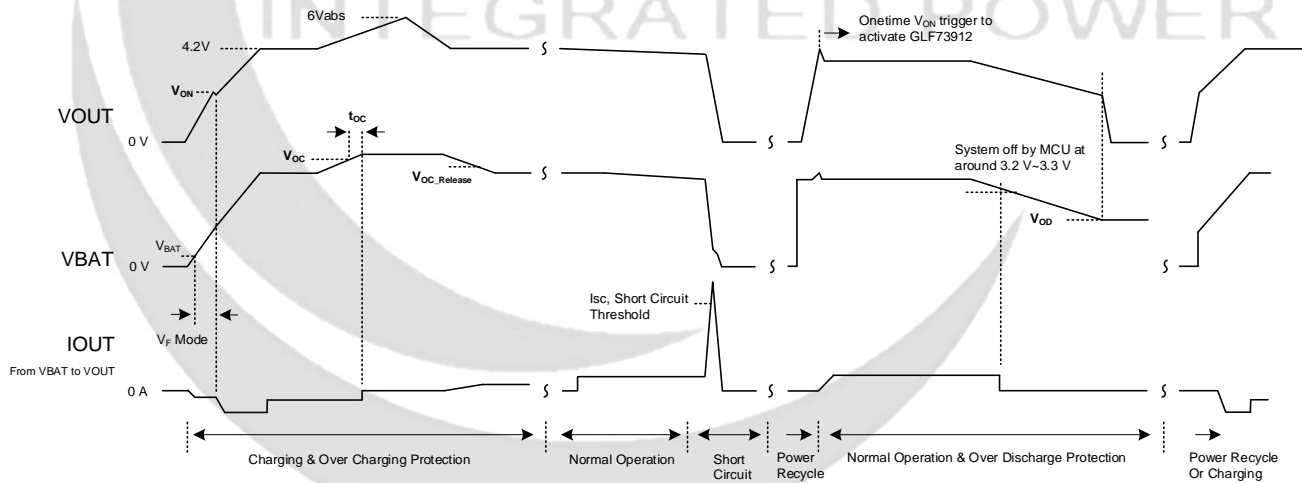 INTEGRATED POWER
6Vabs
Onetime VON trigger to
activate GLF73912
4.2V
VON
VOUT
0 V
tOC
VOC
VOC_Release
System off by MCU at
around 3.2 V~3.3 V
VOD
VBAT
VBAT
0 V
Isc, Short Circuit
Threshold
VF Mode
IOUT
From VBAT to VOUT
0 A
Charging & Over Charging Protection
Normal Operation
Short
Circuit
Power
Recycle
Normal Operation & Over Discharge Protection
Power Recycle
Or Charging